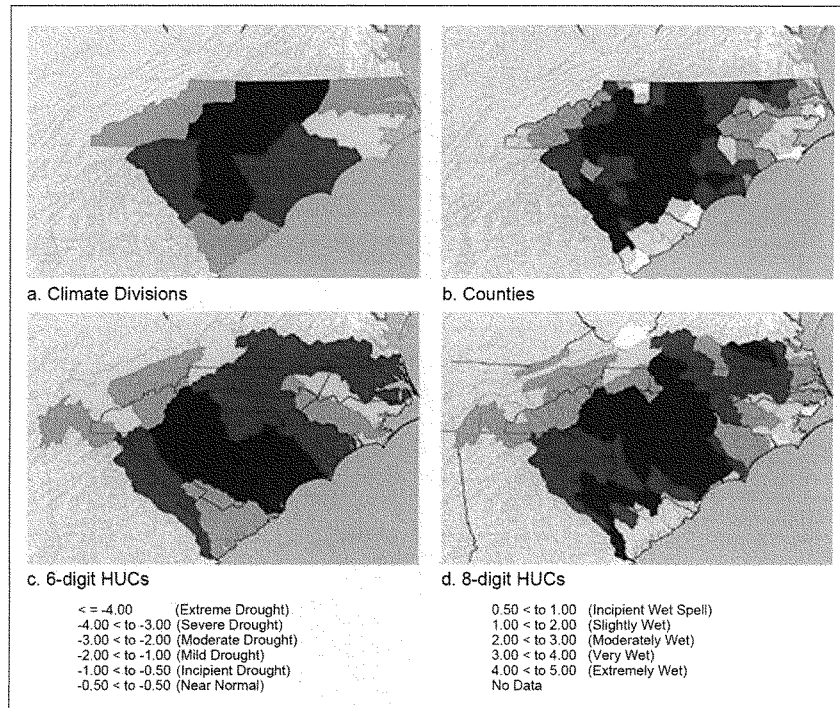 a. Climate Divisions
b. Counties
c. 6-digit HUCs
d. 8-digit HUCs
< = -4.00 (Extreme Drought)
-4.00 < to -3.00 (Severe Drought)
-3.00 < to -2.00 (Moderate Drought)
-2.00 < to -1.00 (Mild Drought)
-1.00 < to -0.50 (Incipient Drought)
-0.50 < to -0.50 (Near Normal)
0.50 < to 1.00 (Incipient Wet Spell)
1.00 < to 2.00 (Slightly Wet)
2.00 < to 3.00 (Moderately Wet)
3.00 < to 4.00 (Very Wet)
4.00 < to 5.00 (Extremely Wet)
No Data